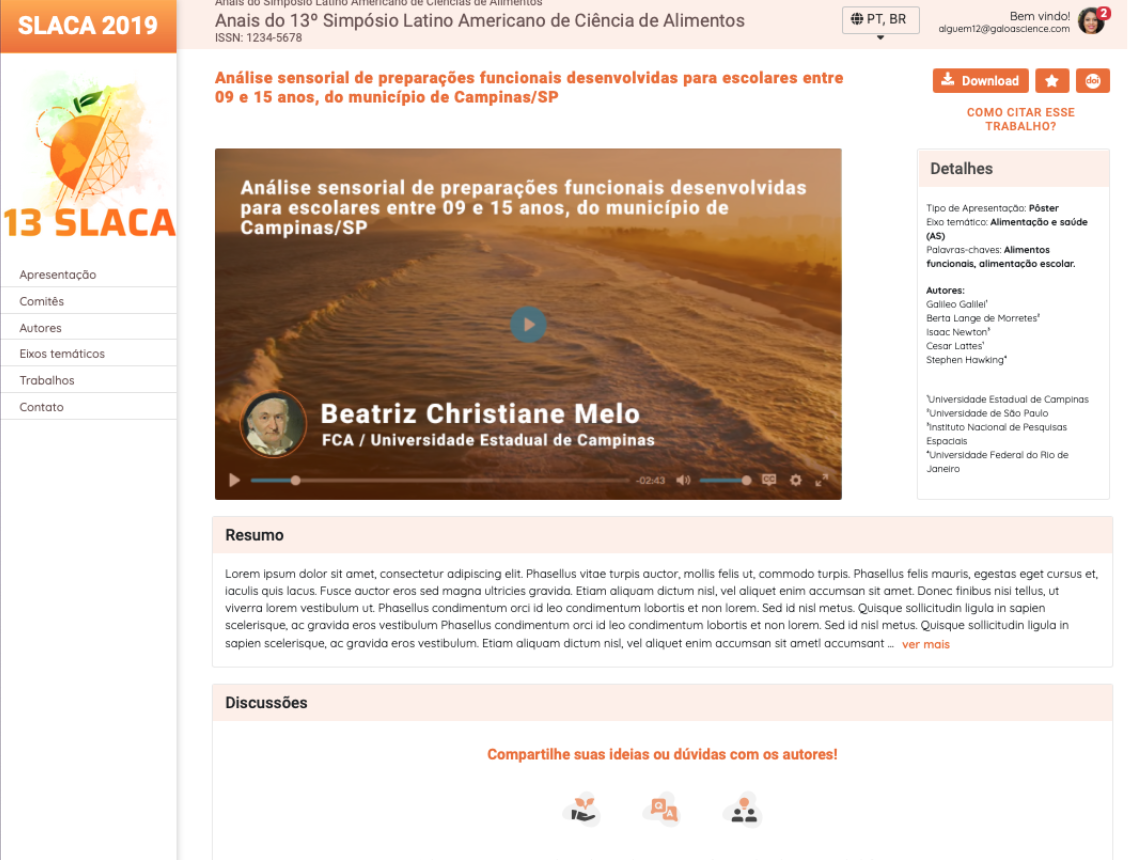 SLACA 2019
13 SLACA
Apresentação
Comitês
Autores
Eixos temáticos
Trabalhos
Contato
Anais do Simpósio Latino Americano de Ciências de Alimentos
Anais do 13º Simpósio Latino Americano de Ciência de Alimentos
ISSN: 1234-5678
PT, BR
Bem vindo!
alguem12@galoascience.com
2
Análise sensorial de preparações funcionais desenvolvidas para escolares entre
09 e 15 anos, do município de Campinas/SP
Download
doi
COMO CITAR ESSE
TRABALHO?
Análise sensorial de preparações funcionais desenvolvidas
para escolares entre 09 e 15 anos, do município de
Campinas/SP
Beatriz Christiane Melo
FCA / Universidade Estadual de Campinas
-02:43
CC
Detalhes
Tipo de Apresentação: Pôster
Eixo temático: Alimentação e saúde
(AS)
Palavras-chaves: Alimentos
funcionais, alimentação escolar.
Autores:
Galileo Galilei¹
Berta Lange de Morretes²
Isaac Newton³
Cesar Lattes¹
Stephen Hawking⁴
¹Universidade Estadual de Campinas
²Universidade de São Paulo
³Instituto Nacional de Pesquisas
Espaciais
⁴Universidade Federal do Rio de
Janeiro
Resumo
Lorem ipsum dolor sit amet, consectetur adipiscing elit. Phasellus vitae turpis auctor, mollis felis ut, commodo turpis. Phasellus felis mauris, egestas eget cursus et,
iaculis quis lacus. Fusce auctor eros sed magna ultricies gravida. Etiam aliquam dictum nisl, vel aliquet enim accumsan sit amet. Donec finibus nisi tellus, ut
viverra lorem vestibulum ut. Phasellus condimentum orci id leo condimentum lobortis et non lorem. Sed id nisl metus. Quisque sollicitudin ligula in sapien
scelerisque, ac gravida eros vestibulum Phasellus condimentum orci id leo condimentum lobortis et non lorem. Sed id nisl metus. Quisque sollicitudin ligula in
sapien scelerisque, ac gravida eros vestibulum. Etiam aliquam dictum nisl, vel aliquet enim accumsan sit ametl accumsant ... ver mais
Discussões
Compartilhe suas ideias ou dúvidas com os autores!
Q
A